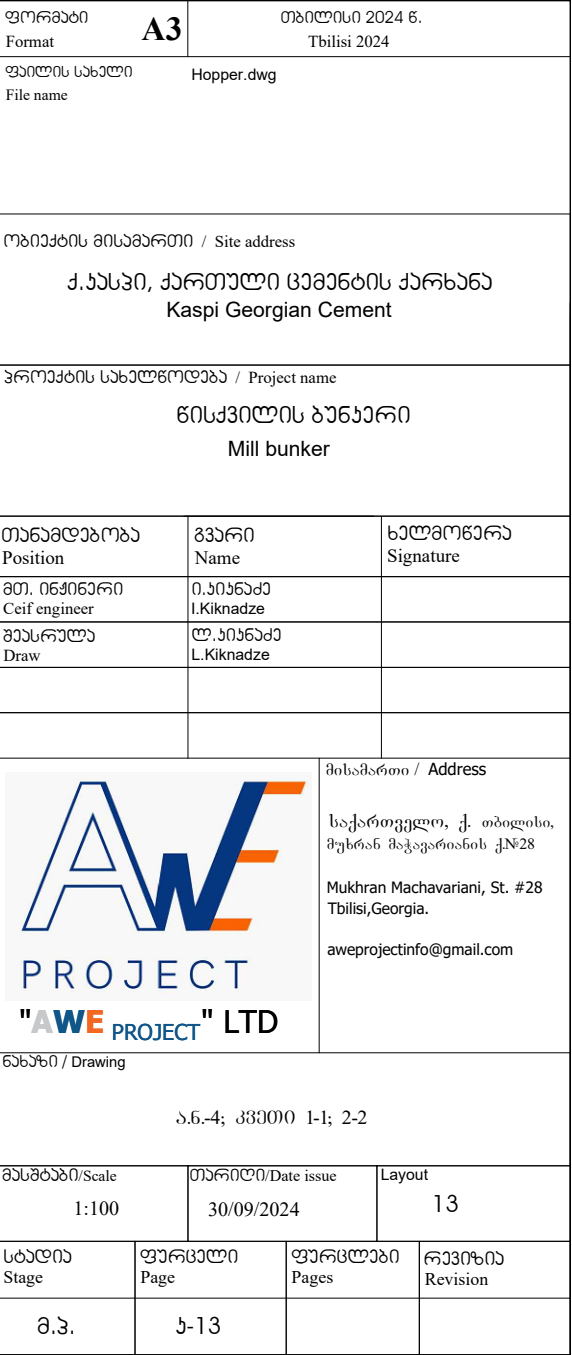 ფორმატი
Format
A3
თბილისი 2024 წ.
Tbilisi 2024
ფაილის სახელი
File name
Hopper.dwg
ობიექტის მისამართი / Site address
ქ.კასპი, ქართული ცემენტის ქარხანა
Kaspi Georgian Cement
პროექტის სახელწოდება / Project name
წისქვილის ბუნკერი
Mill bunker
თანამდებობა
Position
გვარი
Name
ხელმოწერა
Signature
მთ. ინჟინერი
Ceif engineer
ი.კიკნაძე
I.Kiknadze
შეასრულა
Draw
ლ.კიკნაძე
L.Kiknadze
AWE
PROJECT
"AWE PROJECT" LTD
მისამართი / Address
საქართველო, ქ. თბილისი,
მუხრან მაჭავარიანის ქ.№28
Mukhran Machavariani, St. #28
Tbilisi,Georgia.
aweprojectinfo@gmail.com
ნახაზი / Drawing
ა.ნ.-4; კვეთი 1-1; 2-2
მასშტაბი/Scale
1:100
თარიღი/Date issue
30/09/2024
Layout
13
სტადია
Stage
ფურცელი
Page
ფურცლები
Pages
რევიზია
Revision
მ.პ.
კ-13